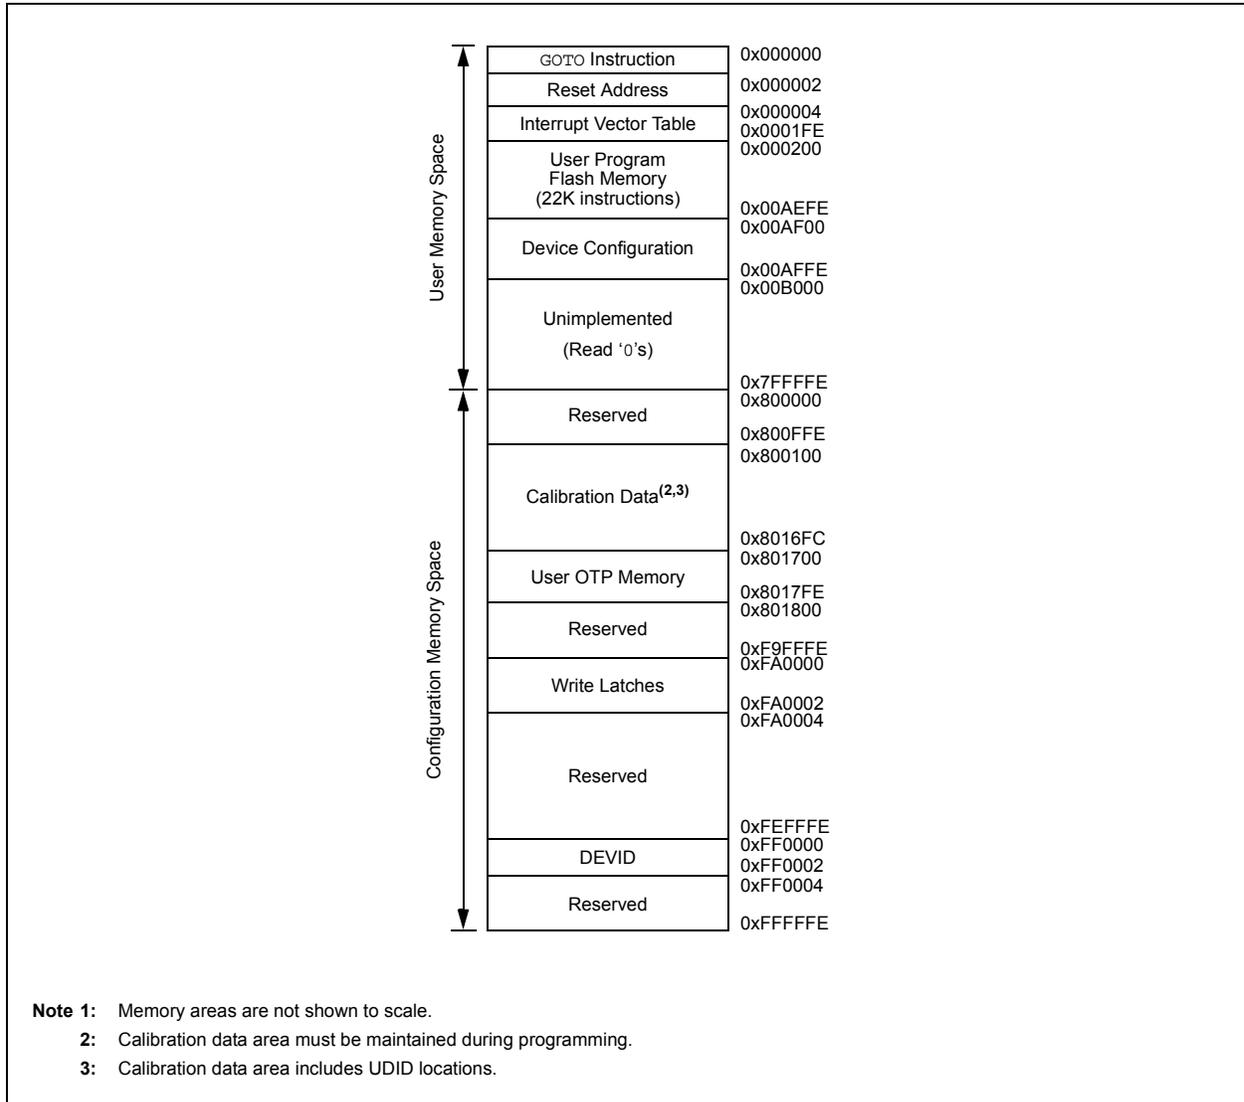 GOTO Instruction
0x000000
Reset Address
0x000002
Interrupt Vector Table
0x000004
0x0001FE
User Program
Flash Memory
(22K instructions)
0x000200
0x00AEFE
Device Configuration
0x00AF00
0x00AFFE
Unimplemented
(Read ‘0’s)
0x00B000
0x7FFFFE
User Memory Space
Reserved
0x800000
0x800FFE
Calibration Data(2,3)
0x800100
0x8016FC
User OTP Memory
0x801700
0x8017FE
Reserved
0x801800
0xF9FFFE
Write Latches
0xFA0000
0xFA0002
Reserved
0xFA0004
0xFEFFFE
DEVID
0xFF0000
0xFF0002
Reserved
0xFF0004
0xFFFFFE
Configuration Memory Space
Note 1: Memory areas are not shown to scale.
2: Calibration data area must be maintained during programming.
3: Calibration data area includes UDID locations.